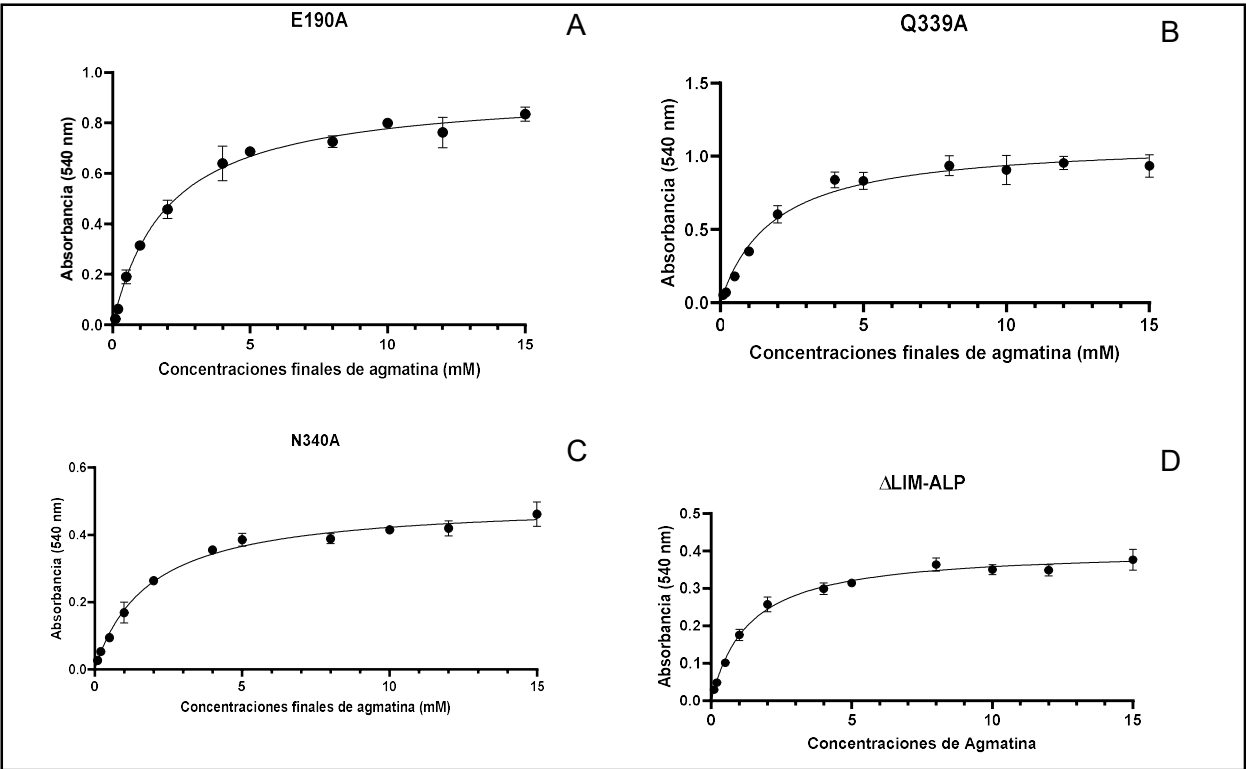 E190A
A
Absorbancia (540 nm)
1.0
0.8
0.6
0.4
0.2
0.0
0
5
10
15
Concentraciones finales de agmatina (mM)
Q339A
B
Absorbancia (540 nm)
1.5
1.0
0.5
0.0
0
5
10
15
Concentraciones finales de agmatina (mM)
N340A
C
Absorbancia (540 nm)
0.6
0.4
0.2
0.0
0
5
10
15
Concentraciones finales de agmatina (mM)
ΔLIM-ALP
D
Absorbancia (540 nm)
0.5
0.4
0.3
0.2
0.1
0.0
0
5
10
15
Concentraciones de Agmatina